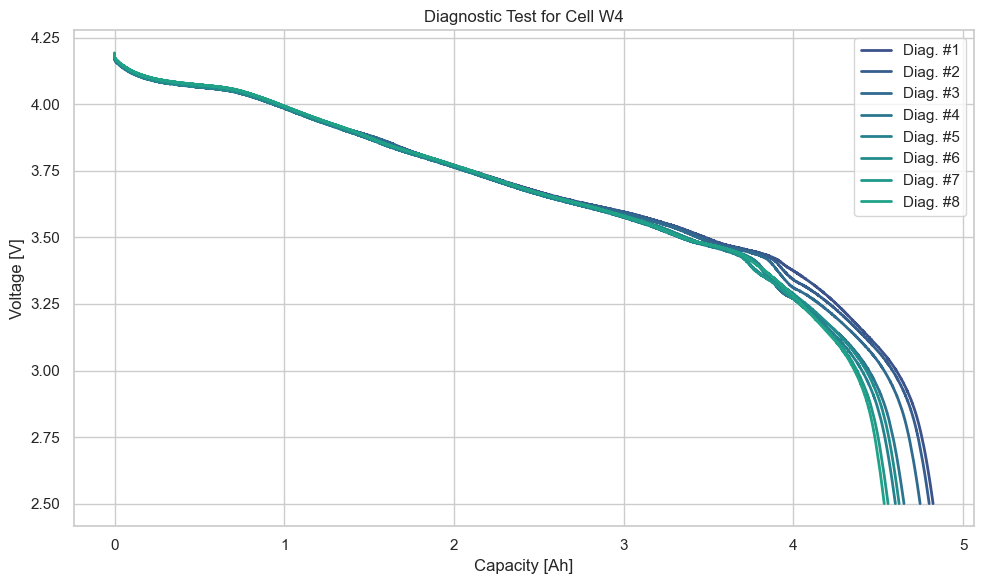 Diagnostic Test for Cell W4
Voltage [V]
4.25
4.00
3.75
3.50
3.25
3.00
2.75
2.50
Diag. #1
Diag. #2
Diag. #3
Diag. #4
Diag. #5
Diag. #6
Diag. #7
Diag. #8
0
1
2
3
4
5
Capacity [Ah]